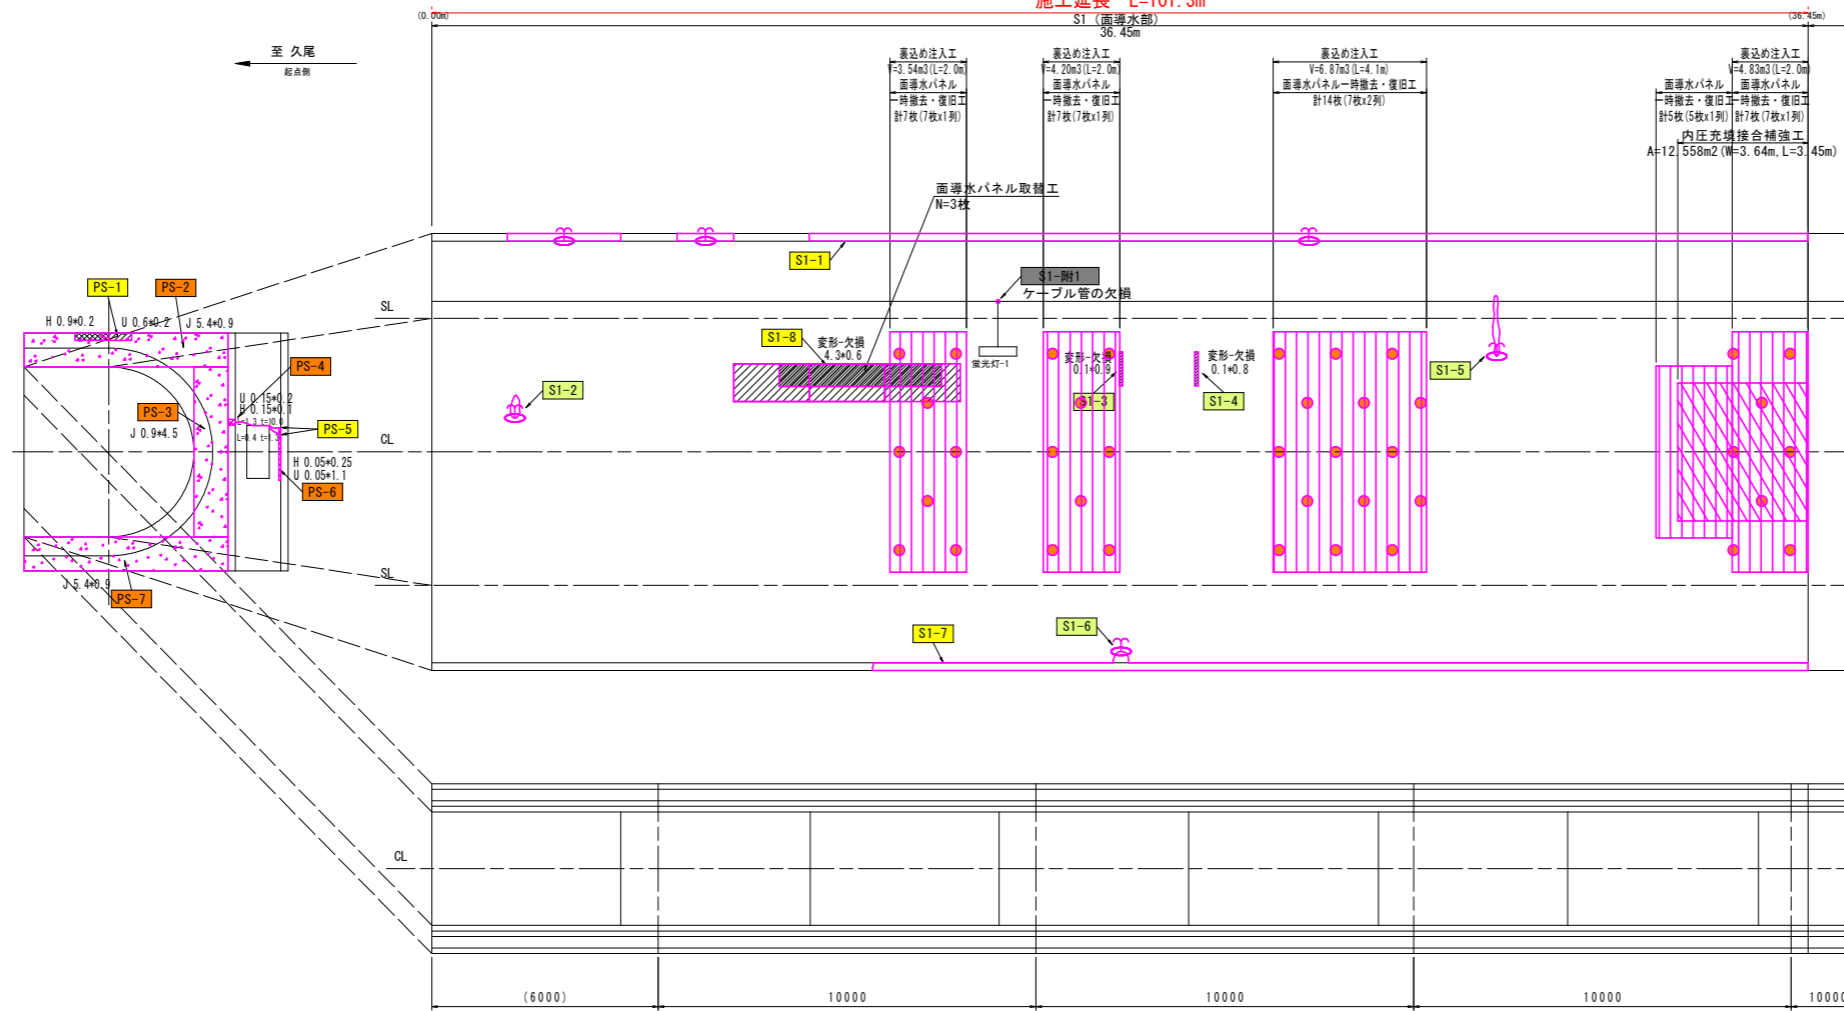 施工延長 L=101.3m
(0.00m)
S1 (面導水部)
(36.45m)
36.45m
至 久尾
起点側
裏込め注入工
V=3.54m3(L=2.0m)
面導水パネル
一時撤去・復旧工
計7枚(7枚x1列)
裏込め注入工
V=4.20m3(L=2.0m)
面導水パネル
一時撤去・復旧工
計7枚(7枚x1列)
裏込め注入工
V=6.87m3(L=4.1m)
面導水パネル一時撤去・復旧工
計14枚(7枚x2列)
面導水パネル
一時撤去・復旧工
計5枚(5枚x1列)
裏込め注入工
V=4.83m3(L=2.0m)
面導水パネル
一時撤去・復旧工
計7枚(7枚x1列)
内圧充填接合補強工
A=12.558m2(W=3.64m,L=3.45m)
面導水パネル取替工
N=3枚
S1-1
S1-附1
ケーブル管の欠損
PS-1
PS-2
SL
H 0.9*0.2
U 0.6*0.2
J 5.4*0.9
S1-8
変形-欠損
4.3*0.6
蛍光灯-1
変形-欠損
0.1*0.9
変形-欠損
0.1*0.8
S1-5
PS-4
S1-2
S1-3
S1-4
U 0.15*0.2
H 0.15*0.1
PS-3
PS-5
J 0.9*4.5
CL
H 0.05*0.25
U 0.05*1.1
PS-6
SL
J 5.4*0.9
PS-7
S1-7
S1-6
CL
(6000)
10000
10000
10000
10000